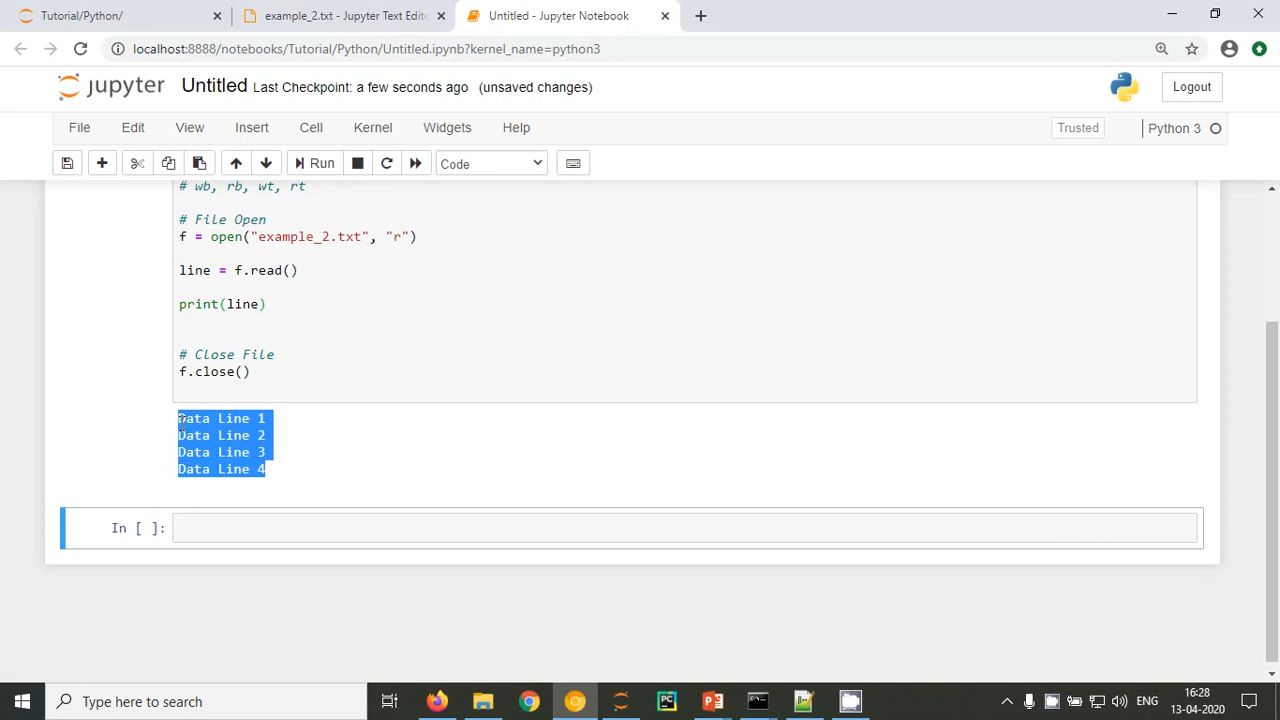 Tutorial/Python/
example_2.txt - Jupyter Text Edito
Untitled - Jupyter Notebook
localhost:8888/notebooks/Tutorial/Python/Untitled.ipynb?kernel_name=python3
jupyter Untitled Last Checkpoint: a few seconds ago (unsaved changes)
Logout
File Edit View Insert Cell Kernel Widgets Help
Trusted
Python 3
Run
Code
# wb, rb, wt, rt
# File Open
f = open("example_2.txt", "r")
line = f.read()
print(line)
# Close File
f.close()
Data Line 1
Data Line 2
Data Line 3
Data Line 4
In [ ]:
Type here to search
ENG
16:28
13-04-2020